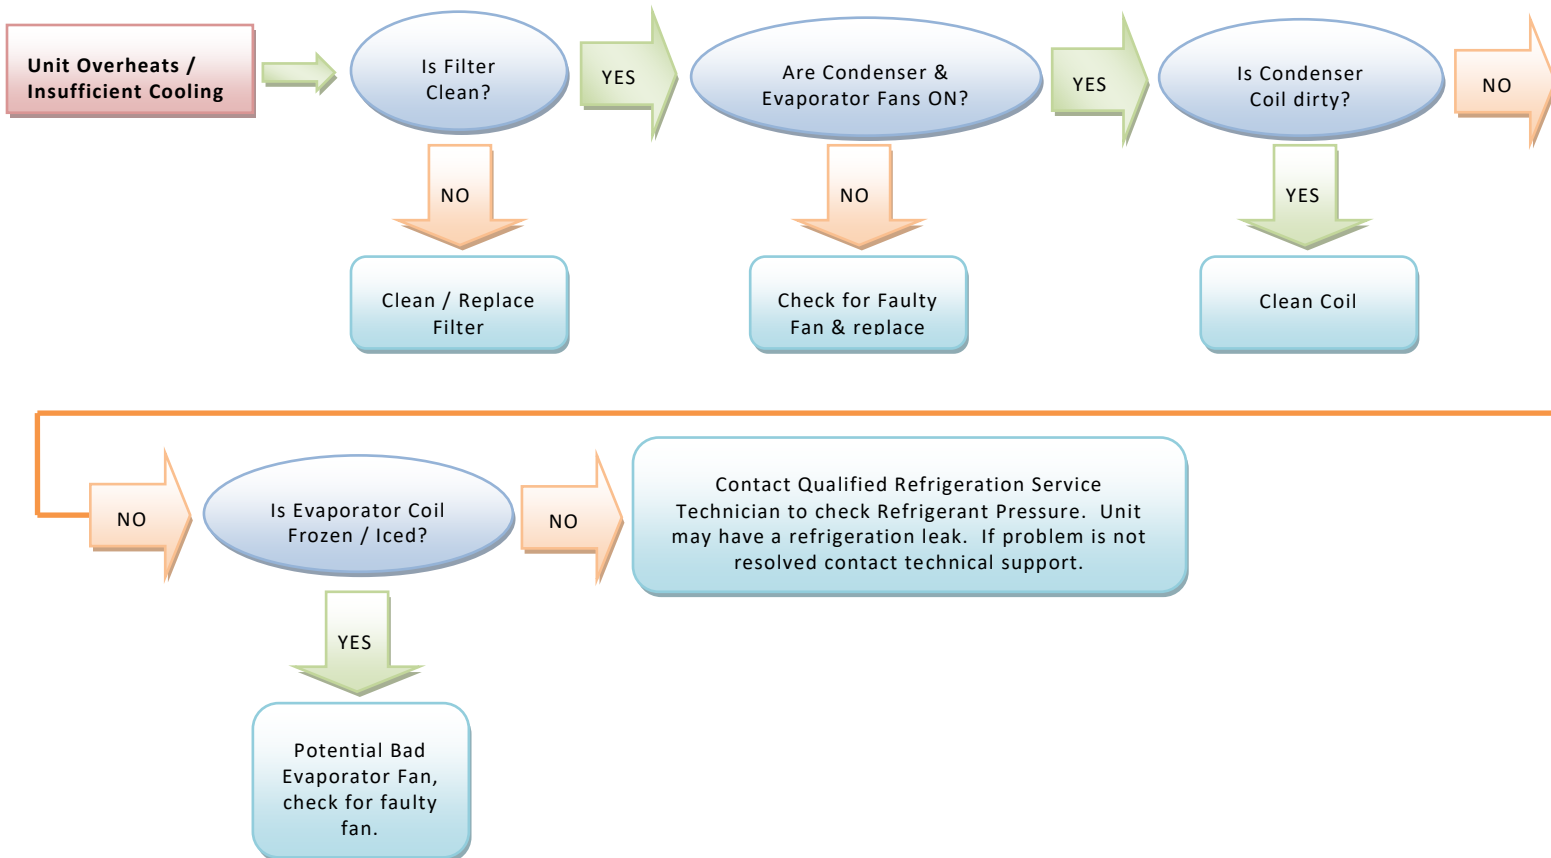 Unit Overheats /
Insufficient Cooling
Is Filter
Clean?
YES
Are Condenser &
Evaporator Fans ON?
YES
Is Condenser
Coil dirty?
NO
NO
NO
YES
Clean / Replace
Filter
Check for Faulty
Fan & replace
Clean Coil
NO
Is Evaporator Coil
Frozen / Iced?
NO
Contact Qualified Refrigeration Service
Technician to check Refrigerant Pressure.  Unit
may have a refrigeration leak.  If problem is not
resolved contact technical support.
YES
Potential Bad
Evaporator Fan,
check for faulty
fan.